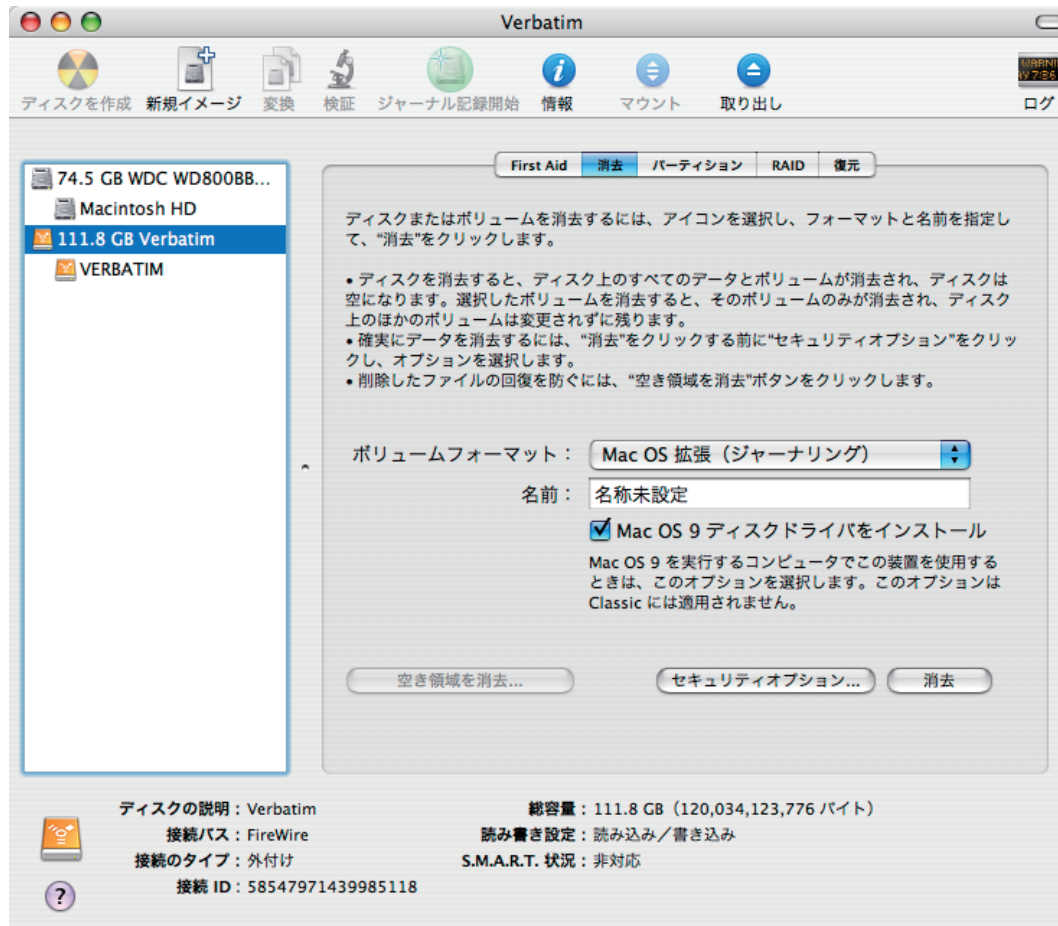 Verbatim
ディスクを作成 新規イメージ 変換 検証 ジャーナル記録開始 情報 マウント 取り出し ログ
First Aid 消去 パーティション RAID 復元
74.5 GB WDC WD800BB...
Macintosh HD
111.8 GB Verbatim
VERBATIM
ディスクまたはボリュームを消去するには、アイコンを選択し、フォーマットと名前を指定し
て、“消去”をクリックします。
• ディスクを消去すると、ディスク上のすべてのデータとボリュームが消去され、ディスクは
空になります。選択したボリュームを消去すると、そのボリュームのみが消去され、ディスク
上のほかのボリュームは変更されずに残ります。
• 確実にデータを消去するには、“消去”をクリックする前に“セキュリティオプション”をクリッ
クし、オプションを選択します。
• 削除したファイルの回復を防ぐには、“空き領域を消去”ボタンをクリックします。
ボリュームフォーマット： Mac OS 拡張（ジャーナリング）
名前： 名称未設定
Mac OS 9 ディスクドライバをインストール
Mac OS 9 を実行するコンピュータでこの装置を使用する
ときは、このオプションを選択します。このオプションは
Classic には適用されません。
空き領域を消去... セキュリティオプション... 消去
ディスクの説明：Verbatim 総容量：111.8 GB（120,034,123,776 バイト）
接続バス：FireWire 読み書き設定：読み込み／書き込み
接続のタイプ：外付け S.M.A.R.T. 状況：非対応
接続 ID：58547971439985118
?